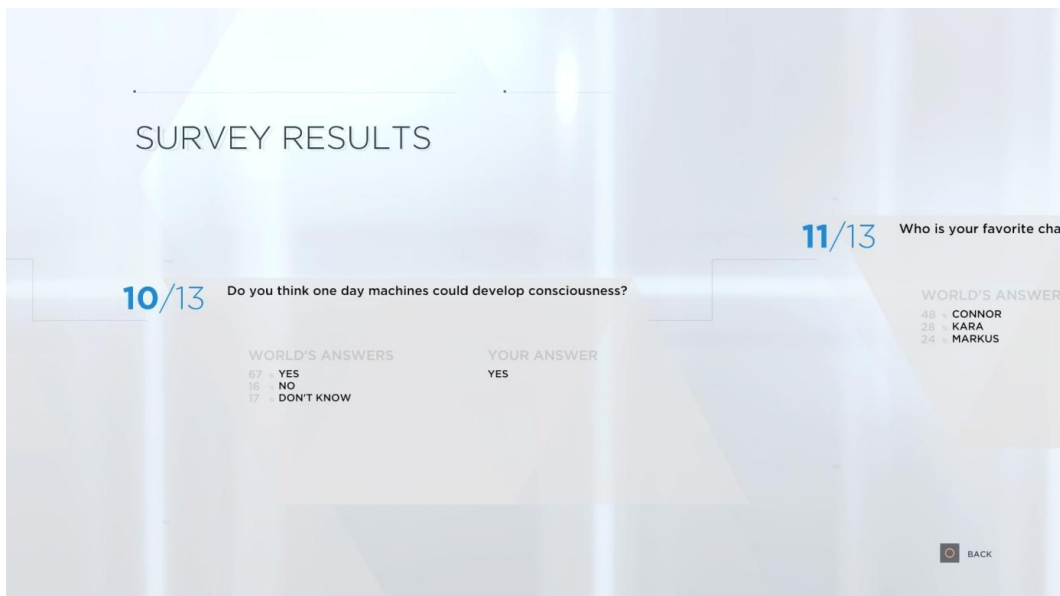 SURVEY RESULTS
10/13 Do you think one day machines could develop consciousness?
WORLD'S ANSWERS
67 % YES
16 % NO
17 % DON'T KNOW
YOUR ANSWER
YES
11/13 Who is your favorite cha
WORLD'S ANSWER
48 % CONNOR
28 % KARA
24 % MARKUS
BACK